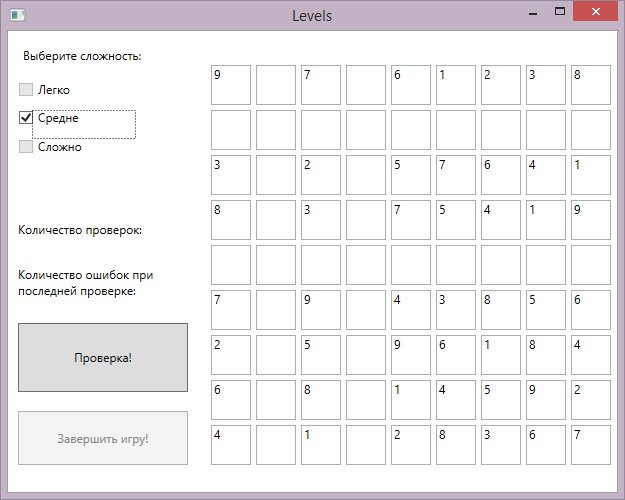 Levels
Выберите сложность:
Легко
Средне
Сложно
Количество проверок:
Количество ошибок при
последней проверке:
Проверка!
Завершить игру!
9 7 6 1 2 3 8
3 2 5 7 6 4 1
8 3 7 5 4 1 9
7 9 4 3 8 5 6
2 5 9 6 1 8 4
6 8 1 4 5 9 2
4 1 2 8 3 6 7